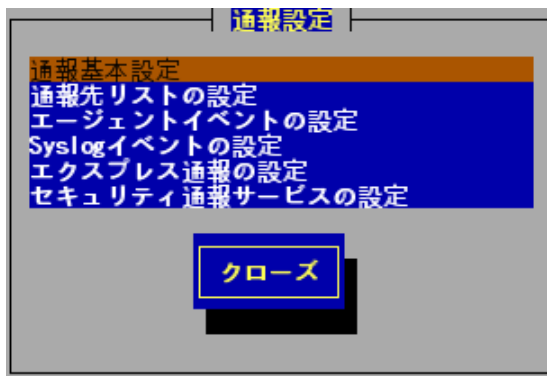 通報設定
通報基本設定
通報先リストの設定
エージェントイベントの設定
Syslogイベントの設定
エクスプレス通報の設定
セキュリティ通報サービスの設定
クローズ